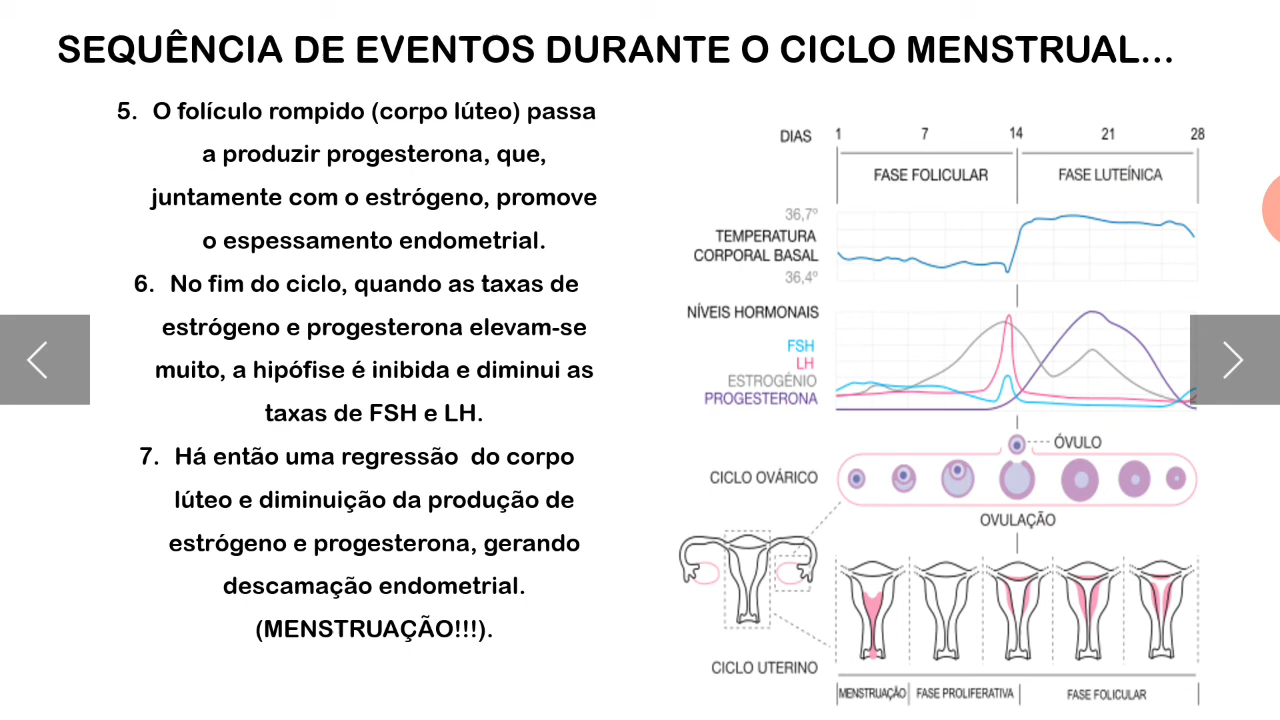 SEQUÊNCIA DE EVENTOS DURANTE O CICLO MENSTRUAL...
5. O folículo rompido (corpo lúteo) passa
a produzir progesterona, que,
juntamente com o estrógeno, promove
o espessamento endometrial.
6. No fim do ciclo, quando as taxas de
estrógeno e progesterona elevam-se
muito, a hipófise é inibida e diminui as
taxas de FSH e LH.
7. Há então uma regressão do corpo
lúteo e diminuição da produção de
estrógeno e progesterona, gerando
descamação endometrial.
(MENSTRUAÇÃO!!!).
DIAS 1 7 14 21 28
FASE FOLICULAR FASE LUTEÍNICA
36,7º
TEMPERATURA
CORPORAL BASAL
36,4º
NÍVEIS HORMONAIS
FSH
LH
ESTROGÉNIO
PROGESTERONA
ÓVULO
CICLO OVÁRICO
OVULAÇÃO
CICLO UTERINO
MENSTRUAÇÃO FASE PROLIFERATIVA FASE FOLICULAR